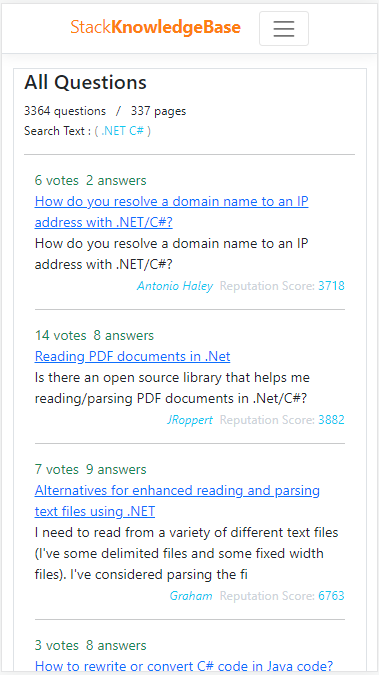 StackKnowledgeBase
All Questions
3364 questions / 337 pages
Search Text : ( .NET C# )
6 votes 2 answers
How do you resolve a domain name to an IP
address with .NET/C#?
How do you resolve a domain name to an IP
address with .NET/C#?
Antonio Haley Reputation Score: 3718
14 votes 8 answers
Reading PDF documents in .Net
Is there an open source library that helps me
reading/parsing PDF documents in .Net/C#?
JRoppert Reputation Score: 3882
7 votes 9 answers
Alternatives for enhanced reading and parsing
text files using .NET
I need to read from a variety of different text files
(I've some delimited files and some fixed width
files). I've considered parsing the fi
Graham Reputation Score: 6763
3 votes 8 answers
How to rewrite or convert C# code in Java code?